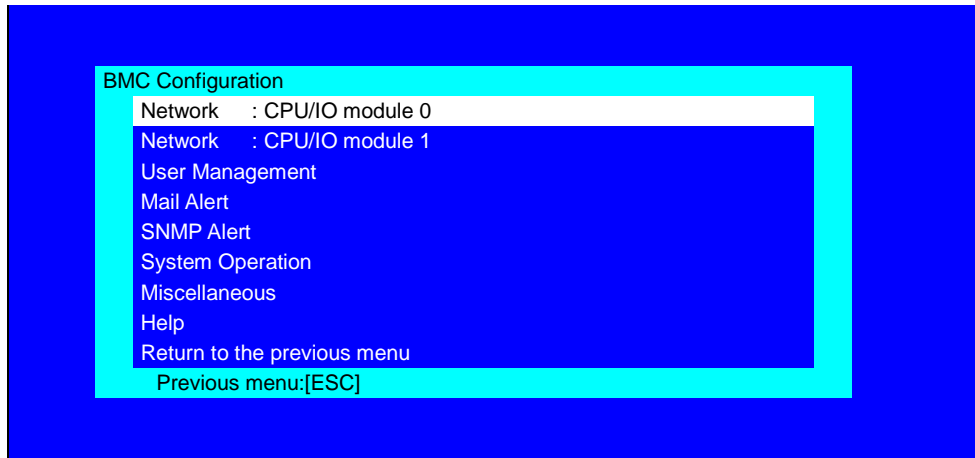 BMC Configuration
Network : CPU/IO module 0
Network : CPU/IO module 1
User Management
Mail Alert
SNMP Alert
System Operation
Miscellaneous
Help
Return to the previous menu
Previous menu:[ESC]